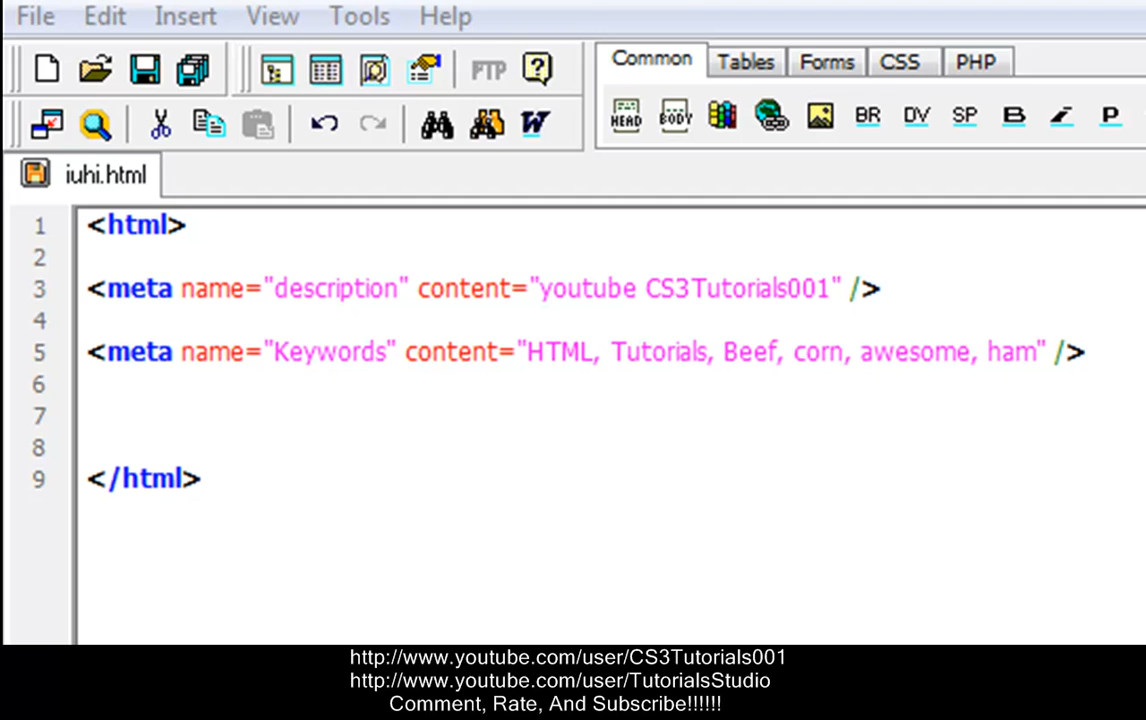 File Edit Insert View Tools Help
Common Tables Forms CSS PHP
FTP
HEAD BODY BR DV SP B I P
W
iuhi.html
1 <html>
2
3 <meta name="description" content="youtube CS3Tutorials001" />
4
5 <meta name="Keywords" content="HTML, Tutorials, Beef, corn, awesome, ham" />
6
7
8
9 </html>
http://www.youtube.com/user/CS3Tutorials001
http://www.youtube.com/user/TutorialsStudio
Comment, Rate, And Subscribe!!!!!!